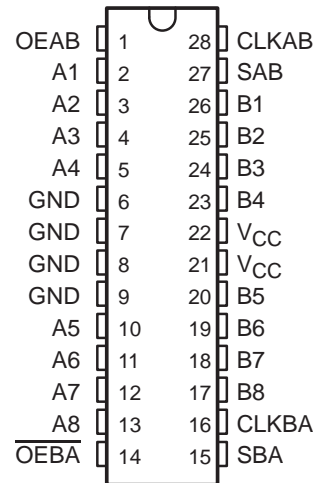 OEAB 1 28 CLKAB
A1 2 27 SAB
A2 3 26 B1
A3 4 25 B2
A4 5 24 B3
GND 6 23 B4
GND 7 22 VCC
GND 8 21 VCC
GND 9 20 B5
A5 10 19 B6
A6 11 18 B7
A7 12 17 B8
A8 13 16 CLKBA
OEBA 14 15 SBA